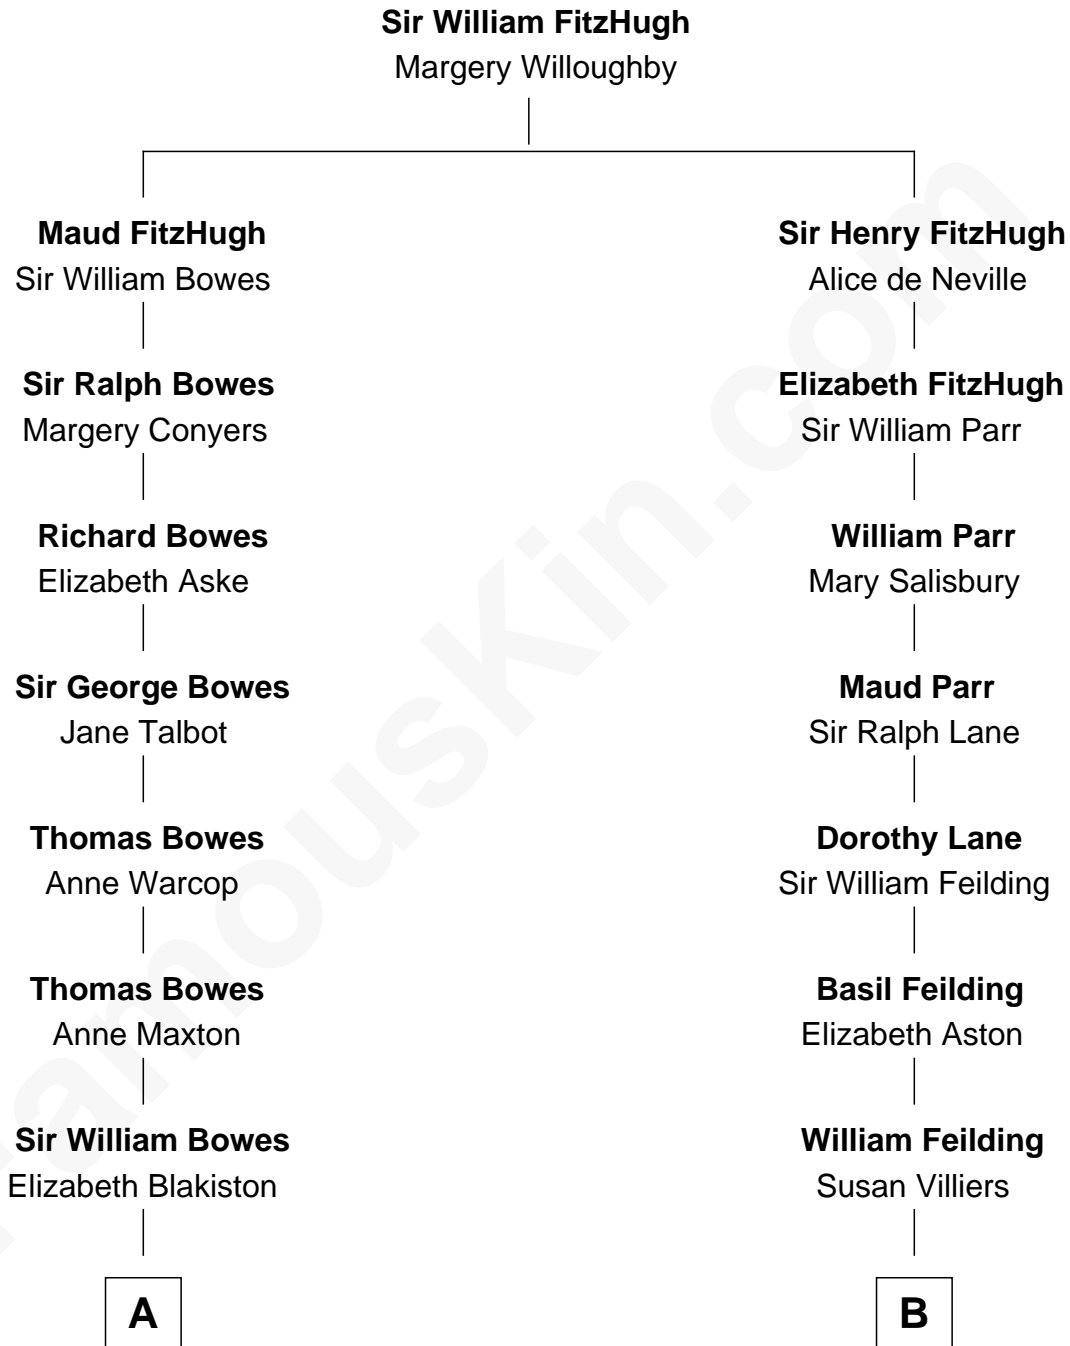 Sir William FitzHugh
Margery Willoughby
Maud FitzHugh
Sir William Bowes
Sir Henry FitzHugh
Alice de Neville
Sir Ralph Bowes
Margery Conyers
Elizabeth FitzHugh
Sir William Parr
Richard Bowes
Elizabeth Aske
William Parr
Mary Salisbury
Sir George Bowes
Jane Talbot
Maud Parr
Sir Ralph Lane
Thomas Bowes
Anne Warcop
Dorothy Lane
Sir William Feilding
Thomas Bowes
Anne Maxton
Basil Feilding
Elizabeth Aston
Sir William Bowes
Elizabeth Blakiston
William Feilding
Susan Villiers
A
B
FamousKin.com